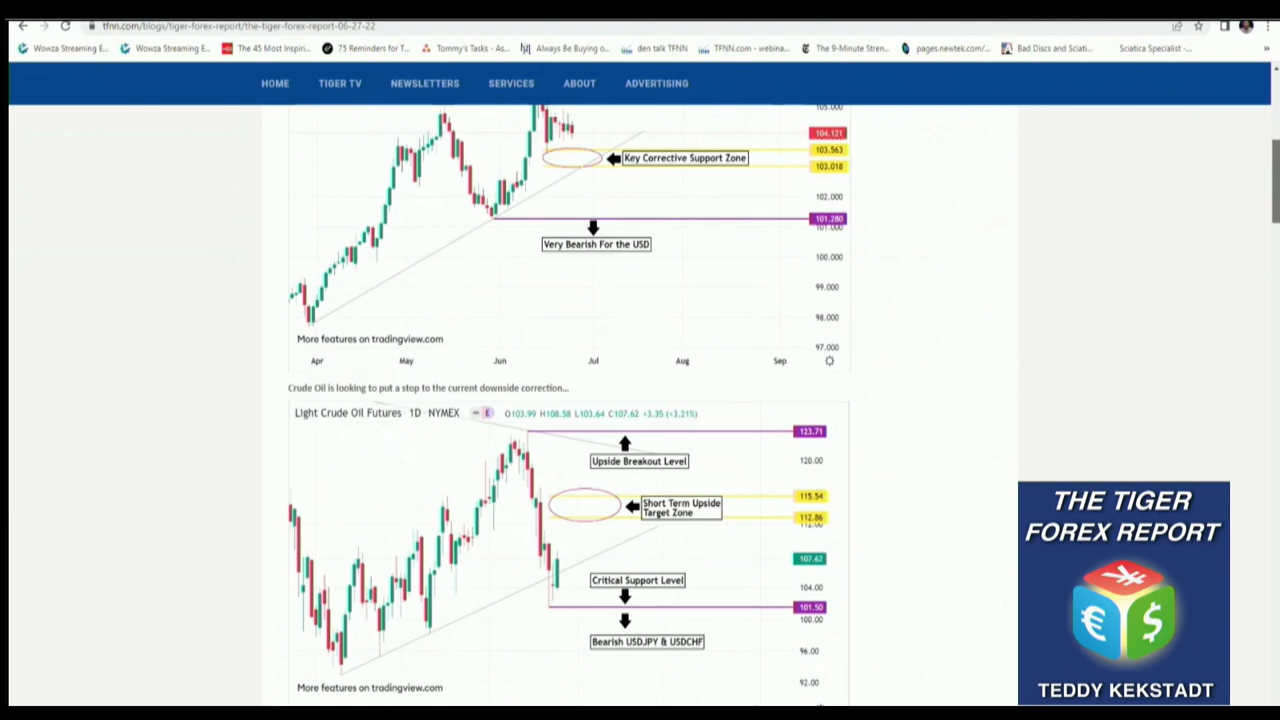 tfnn.com/blogs/tiger-forex-report/the-tiger-forex-report-06-27-22
Wowza Streaming E... Wowza Streaming E... The 45 Most Inspiri... 75 Reminders for T... Tommy's Tasks - As... Always Be Buying o... den talk TFNN TFNN.com - webina... The 9-Minute Stren... pages.newtek.com/... Bad Discs and Sciati... Sciatica Specialist -... »
HOME TIGER TV NEWSLETTERS SERVICES ABOUT ADVERTISING
105.000
104.121
103.563
Key Corrective Support Zone
103.018
102.000
101.280
101.000
Very Bearish For the USD
100.000
99.000
98.000
More features on tradingview.com
97.000
Apr May Jun Jul Aug Sep
Crude Oil is looking to put a stop to the current downside correction...
Light Crude Oil Futures · 1D · NYMEX E O103.99 H108.58 L103.64 C107.62 +3.35 (+3.21%)
123.71
Upside Breakout Level
120.00
115.54
Short Term Upside
Target Zone
112.86
112.00
107.62
Critical Support Level
104.00
101.50
100.00
Bearish USDJPY & USDCHF
96.00
More features on tradingview.com
92.00
THE TIGER
FOREX REPORT
TEDDY KEKSTADT